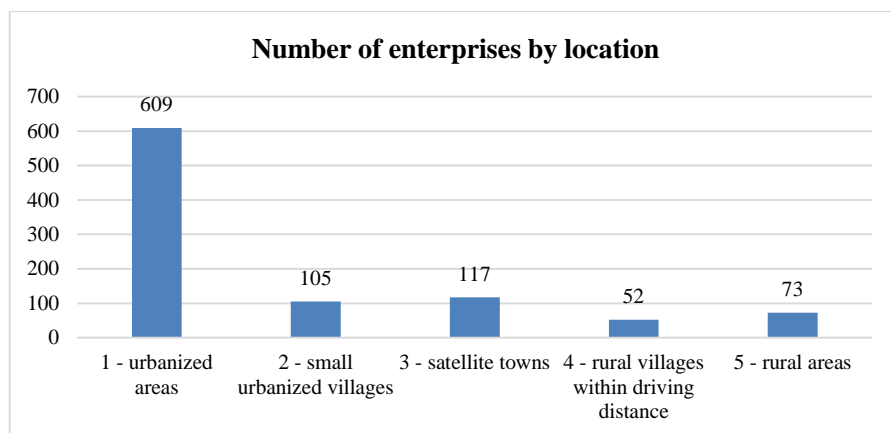 Number of enterprises by location
700
600
500
400
300
200
100
0
609
105
117
52
73
1 - urbanized
areas
2 - small
urbanized villages
3 - satellite towns
4 - rural villages
within driving
distance
5 - rural areas